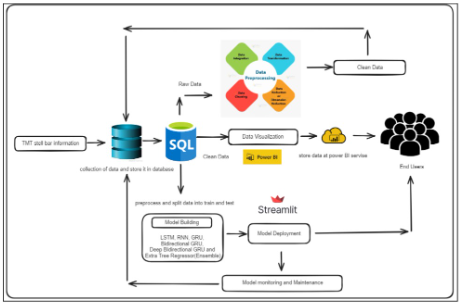 Clean Data
Data
Integration
Data
Transformation
Data
Preprocessing
Data
Cleaning
Data
Reduction
or
Dimension
Reduction
Raw Data
TMT steel bar Information
SQL
Data Visualization
Clean Data
Power BI
store data at power BI service
End Users
collection of data and store it in database
preprocess and split data into train and test
Streamlit
Model Building
LSTM, RNN, GRU,
Bidirectional GRU,
Deep Bidirectional GRU and
Extra Tree Regressor(Ensemble)
Model Deployment
Model monitoring and Maintenance